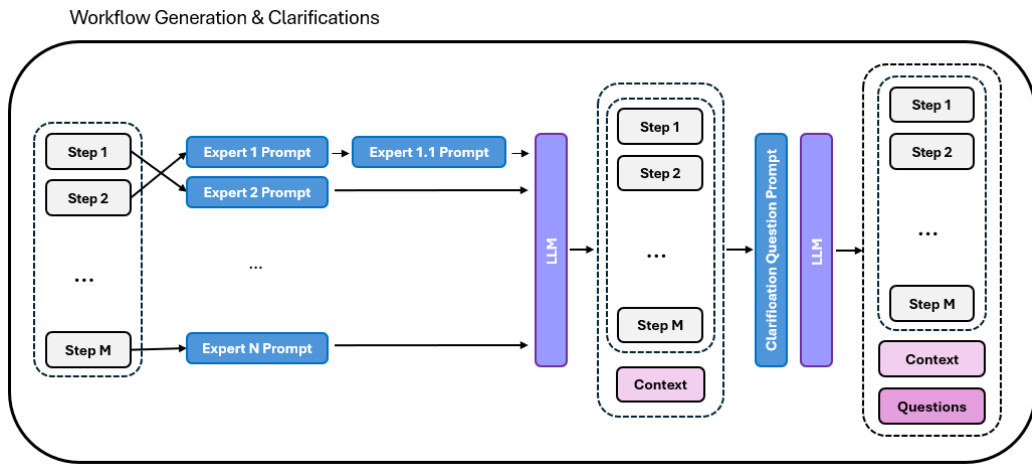 Workflow Generation & Clarifications
Step 1
Step 2
...
Step M
Expert 1 Prompt
Expert 1.1 Prompt
Expert 2 Prompt
...
Expert N Prompt
LLM
Step 1
Step 2
...
Step M
Context
Clarification Question Prompt
LLM
Step 1
Step 2
...
Step M
Context
Questions